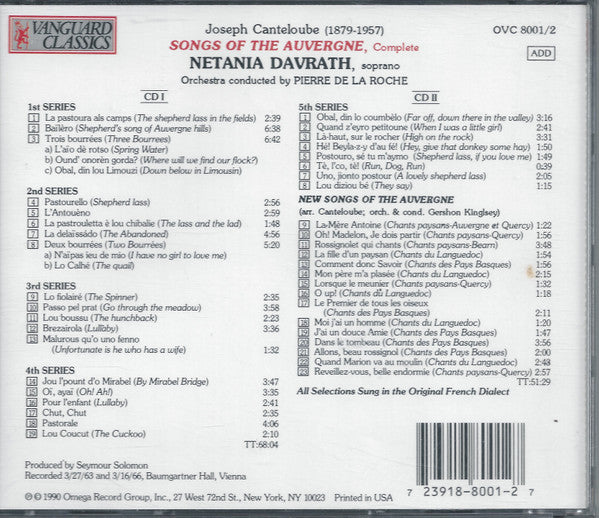 VANGUARD
CLASSICS
Joseph Canteloube (1879-1957)
SONGS OF THE AUVERGNE, Complete
NETANIA DAVRATH, soprano
Orchestra conducted by PIERRE DE LA ROCHE
OVC 8001/2
ADD
CD I
1st SERIES
1 La pastoura als camps (The shepherd lass in the fields) 2:39
2 Baïlèro (Shepherd's song of Auvergne hills) 6:38
3 Trois bourrées (Three Bourrees) 6:42
a) L'aïo dè rotso (Spring Water)
b) Ound' onorèn gorda? (Where will we find our flock?)
c) Obal, din lou Limouzi (Down below in Limousin)
2nd SERIES
4 Pastourello (Shepherd lass) 2:56
5 L'Antouèno 2:50
6 La pastrouletta è lou chibalie (The lass and the lad) 1:48
7 La delaïssádo (The Abandoned) 4:56
8 Deux bourrées (Two Bourrées) 5:20
a) N'aïpas ieu de mio (I have no girl to love me)
b) Lo Calhé (The quail)
3rd SERIES
9 Lo fiolairé (The Spinner) 2:35
10 Passo pel prat (Go through the meadow) 3:58
11 Lou boussu (The hunchback) 2:23
12 Brezairola (Lullaby) 3:36
13 Malurous qu'o uno fenno
(Unfortunate is he who has a wife) 1:32
4th SERIES
14 Jou l'pount d'o Mirabel (By Mirabel Bridge) 3:47
15 Oï, ayaï (Oh! Ah!) 3:35
16 Pour l'enfant (Lullaby) 2:41
17 Chut, Chut 2:35
18 Pastorale 4:06
19 Lou Coucut (The Cuckoo) 2:10
TT:68:04
CD II
5th SERIES
1 Obal, din lo coumbèlo (Far off, down there in the valley) 3:16
2 Quand z'eyro petitoune (When I was a little girl) 2:41
3 Là-haut, sur le rocher (High on the rock) 3:31
4 Hé! Beyla-z-y d'au fé! (Hey, give that donkey some hay) 1:50
5 Postouro, sé tu m'aymo (Shepherd lass, if you love me) 1:49
6 Tè, l'co, tè! (Run, Dog, Run) 0:39
7 Uno, jionto postour (A lovely shepherd lass) 2:51
8 Lou diziou bé (They say) 1:15
NEW SONGS OF THE AUVERGNE
(arr. Canteloube; orch. & cond. Gershon Kinglsey)
9 La-Mère Antoine (Chants paysans-Auvergne et Quercy) 1:22
10 Oh! Madelon, Je dois partir (Chants paysans-Quercy) 1:56
11 Rossignolet qui chants (Chants paysans-Bearn) 3:48
12 La fille d'un paysan (Chants du Languedoc) 1:54
13 Comment donc Savoir (Chants des Pays Basques) 1:56
14 Mon père m'a plasée (Chants du Languedoc) 2:15
15 Lorsque le meunier (Chants paysans-Quercy) 1:32
16 O up! (Chants du Languedoc) 1:18
17 Le Premier de tous les oiseux
(Chants des Pays Basques) 2:11
18 Moi j'ai un homme (Chants du Languedoc) 1:20
19 J'ai un douce Amie (Chants des Pays Basques) 1:47
20 Dans le tombeau (Chants des Pays Basques) 1:34
21 Allons, beau rossignol (Chants des Pays Basques) 2:00
22 Quand Marion va au moulin (Chants du Languedoc) 2:48
23 Reveillez-vous, belle endormie (Chants paysans-Quercy) 2:57
TT:51:29
All Selections Sung in the Original French Dialect
Produced by Seymour Solomon
Recorded 3/27/63 and 3/16/66, Baumgartner Hall, Vienna
℗ © 1990 Omega Record Group, Inc., 27 West 72nd St., New York, NY 10023 Printed in USA
7 23918-8001-2 7